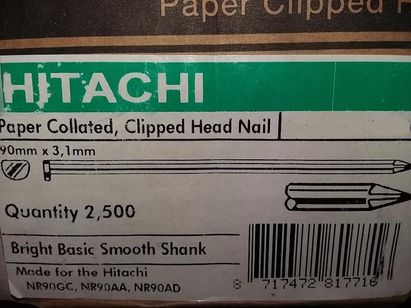 Paper Clipped
HITACHI
Paper Collated, Clipped Head Nail
90mm x 3,1mm
Quantity 2,500
Bright Basic Smooth Shank
Made for the Hitachi
NR90GC, NR90AA, NR90AD
8 717472 817716